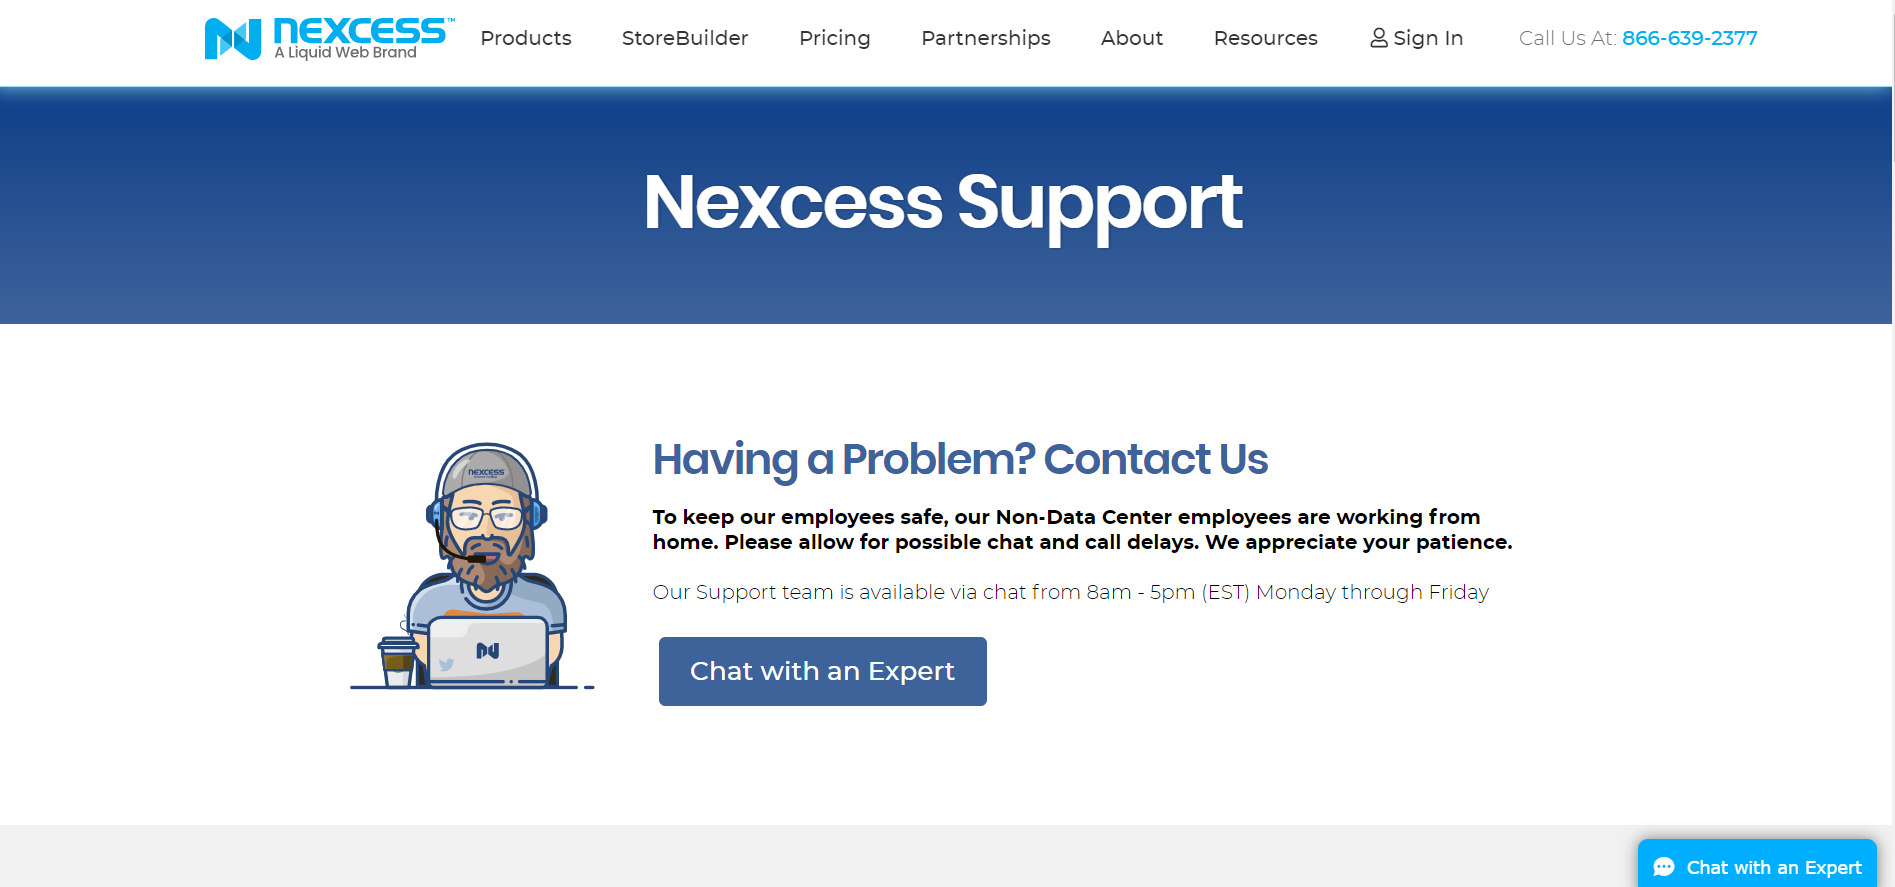 nexcess™
A Liquid Web Brand
Products StoreBuilder Pricing Partnerships About Resources Sign In Call Us At: 866-639-2377
Nexcess Support
nexcess
Having a Problem? Contact Us
To keep our employees safe, our Non-Data Center employees are working from
home. Please allow for possible chat and call delays. We appreciate your patience.
Our Support team is available via chat from 8am - 5pm (EST) Monday through Friday
Chat with an Expert
Chat with an Expert